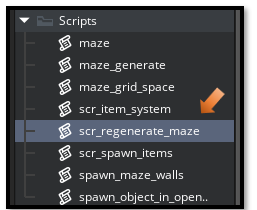 Scripts
maze
maze_generate
maze_grid_space
scr_item_system
scr_regenerate_maze
scr_spawn_items
spawn_maze_walls
spawn_object_in_open..